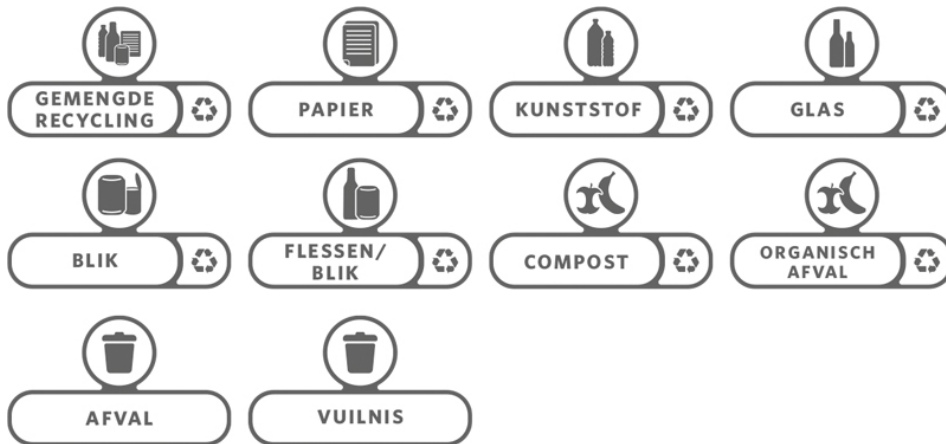 GEMENGDE
RECYCLING
PAPIER
KUNSTSTOF
GLAS
BLIK
FLESSEN/
BLIK
COMPOST
ORGANISCH
AFVAL
AFVAL
VUILNIS